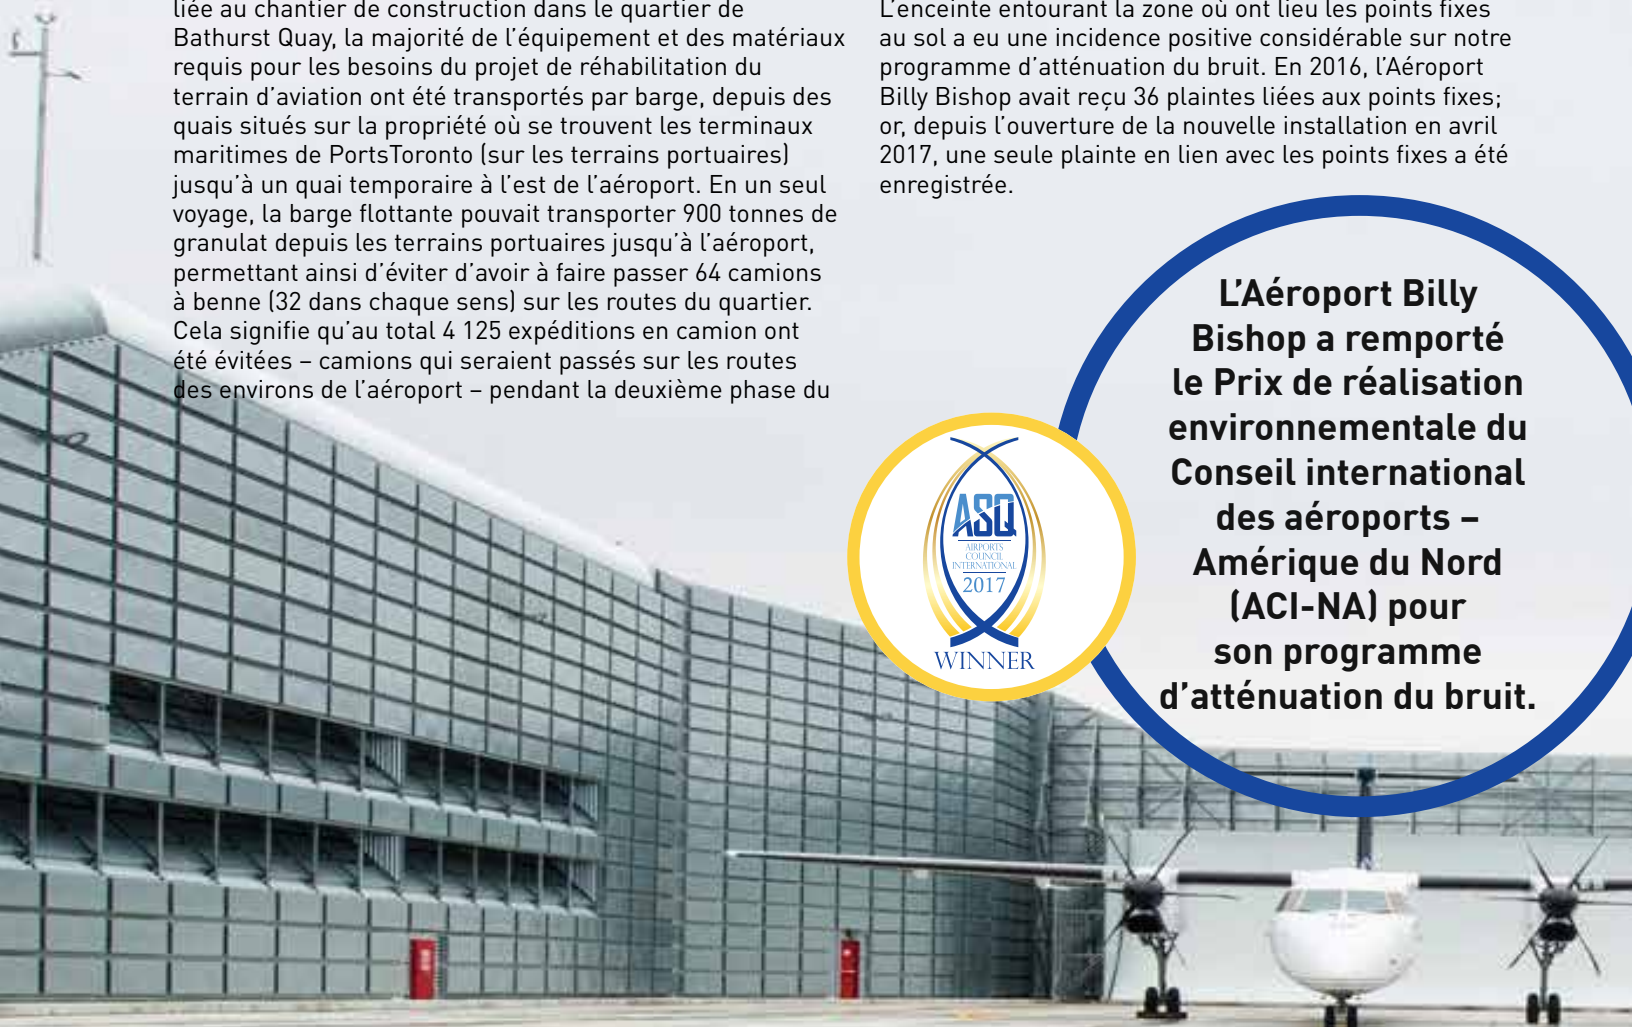 liée au chantier de construction dans le quartier de
Bathurst Quay, la majorité de l’équipement et des matériaux
requis pour les besoins du projet de réhabilitation du
terrain d’aviation ont été transportés par barge, depuis des
quais situés sur la propriété où se trouvent les terminaux
maritimes de PortsToronto (sur les terrains portuaires)
jusqu’à un quai temporaire à l’est de l’aéroport. En un seul
voyage, la barge flottante pouvait transporter 900 tonnes de
granulat depuis les terrains portuaires jusqu’à l’aéroport,
permettant ainsi d’éviter d’avoir à faire passer 64 camions
à benne (32 dans chaque sens) sur les routes du quartier.
Cela signifie qu’au total 4 125 expéditions en camion ont
été évitées – camions qui seraient passés sur les routes
des environs de l’aéroport – pendant la deuxième phase du
L’enceinte entourant la zone où ont lieu les points fixes
au sol a eu une incidence positive considérable sur notre
programme d’atténuation du bruit. En 2016, l’Aéroport
Billy Bishop avait reçu 36 plaintes liées aux points fixes;
or, depuis l’ouverture de la nouvelle installation en avril
2017, une seule plainte en lien avec les points fixes a été
enregistrée.
L’Aéroport Billy
Bishop a remporté
le Prix de réalisation
environnementale du
Conseil international
des aéroports –
Amérique du Nord
(ACI-NA) pour
son programme
d’atténuation du bruit.
ASQ
AIRPORTS
COUNCIL
INTERNATIONAL
2017
WINNER